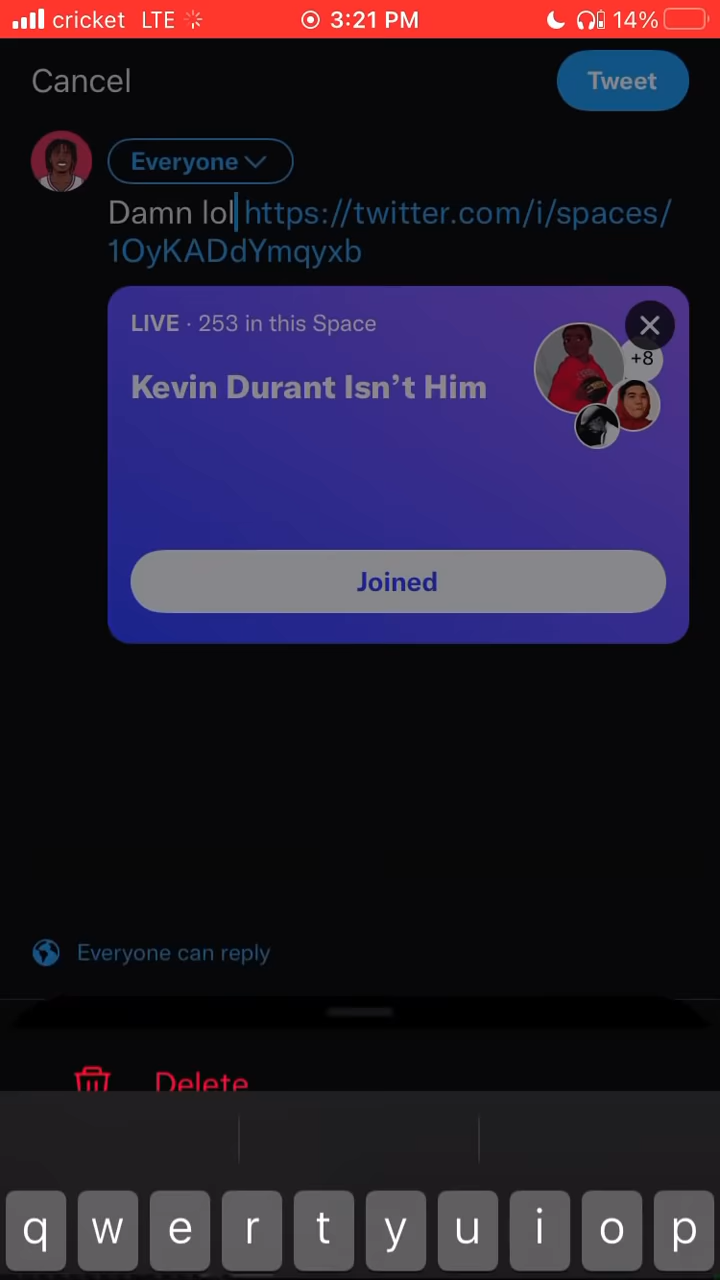 cricket LTE 3:21 PM 14%
Cancel
Tweet
Everyone
Damn lol https://twitter.com/i/spaces/
1OyKADdYmqyxb
LIVE · 253 in this Space
+8
Kevin Durant Isn’t Him
Joined
Everyone can reply
Delete
q w e r t y u i o p